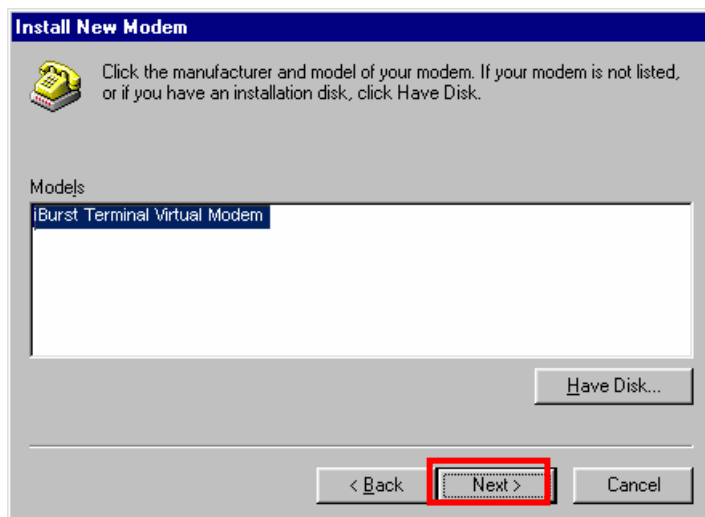 Install New Modem
Click the manufacturer and model of your modem. If your modem is not listed,
or if you have an installation disk, click Have Disk.
Models
iBurst Terminal Virtual Modem
Have Disk...
< Back
Next >
Cancel